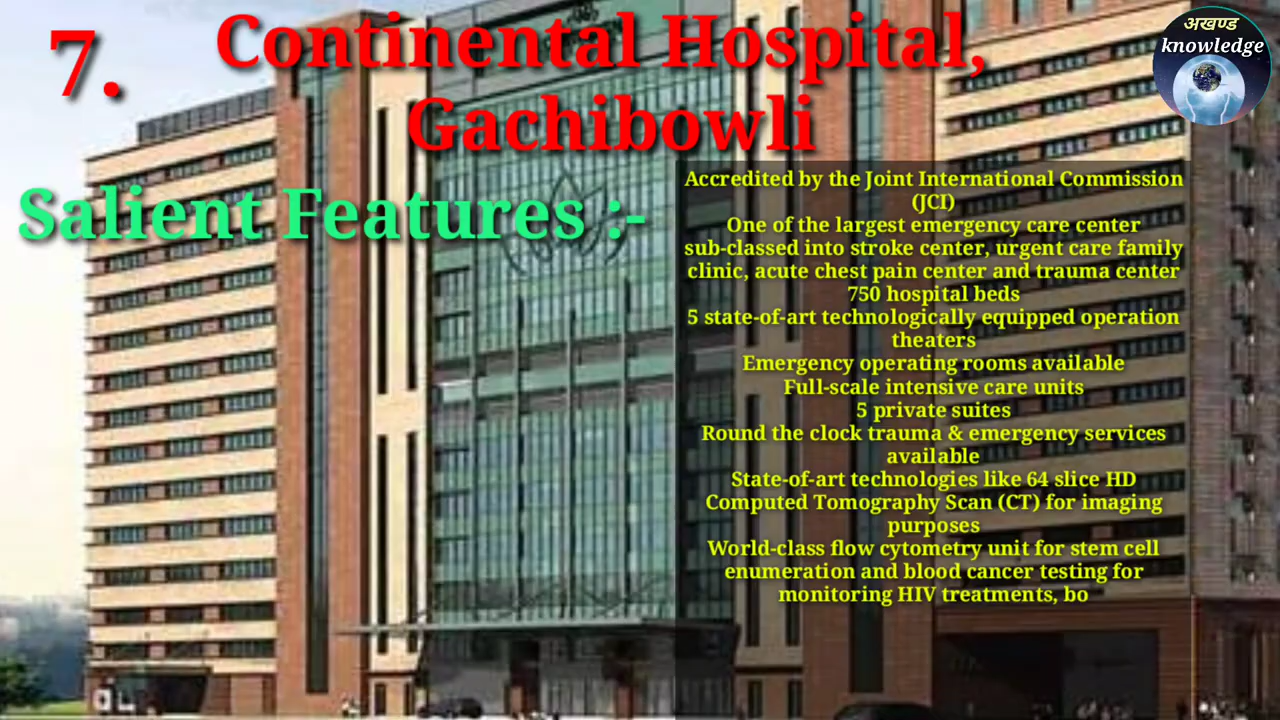 7.
Continental Hospital,
Gachibowli
अखण्ड
knowledge
Salient Features :-
Accredited by the Joint International Commission
(JCI)
One of the largest emergency care center
sub-classed into stroke center, urgent care family
clinic, acute chest pain center and trauma center
750 hospital beds
5 state-of-art technologically equipped operation
theaters
Emergency operating rooms available
Full-scale intensive care units
5 private suites
Round the clock trauma & emergency services
available
State-of-art technologies like 64 slice HD
Computed Tomography Scan (CT) for imaging
purposes
World-class flow cytometry unit for stem cell
enumeration and blood cancer testing for
monitoring HIV treatments, bo